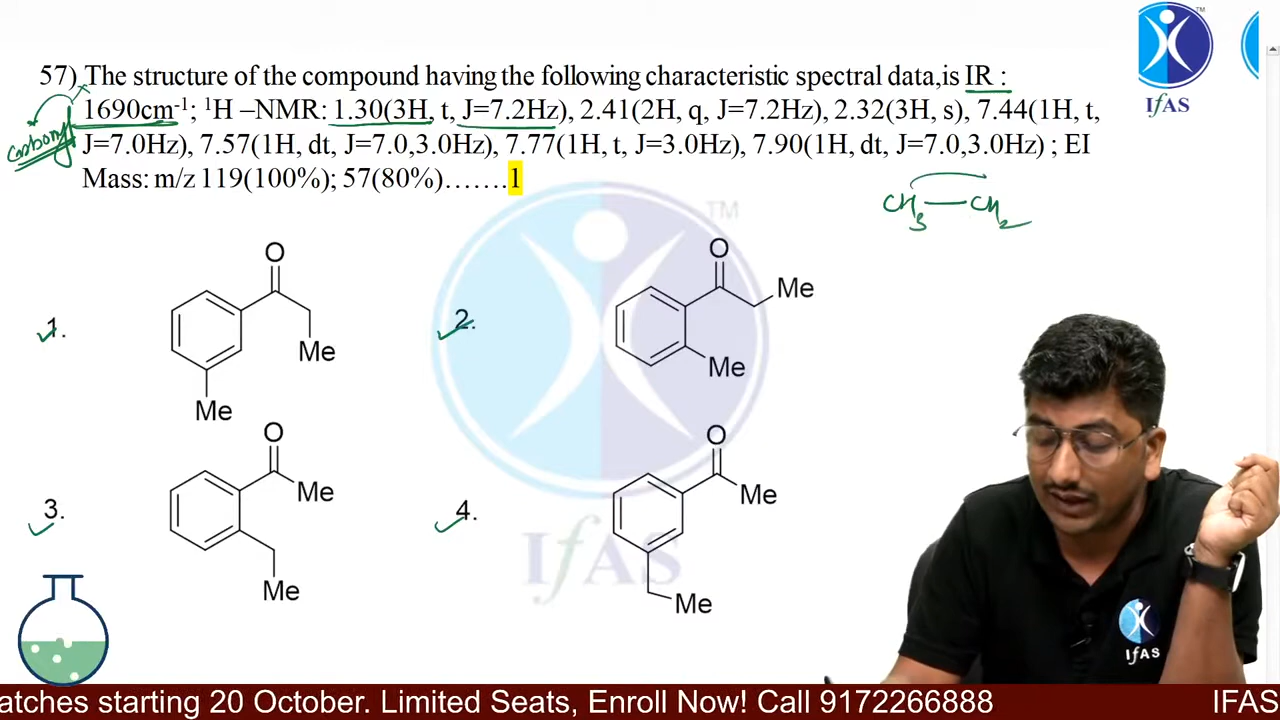 57) The structure of the compound having the following characteristic spectral data,is IR :
1690cm-1; 1H –NMR: 1.30(3H, t, J=7.2Hz), 2.41(2H, q, J=7.2Hz), 2.32(3H, s), 7.44(1H, t,
J=7.0Hz), 7.57(1H, dt, J=7.0,3.0Hz), 7.77(1H, t, J=3.0Hz), 7.90(1H, dt, J=7.0,3.0Hz) ; EI
Mass: m/z 119(100%); 57(80%)…….1
Carbonyl
CH3 — CH2
TM
IfAS
TM
1.
O
Me
Me
2.
O
Me
Me
3.
O
Me
Me
4.
O
Me
Me
IfAS
IfAS
atches starting 20 October. Limited Seats, Enroll Now! Call 9172266888
IFAS